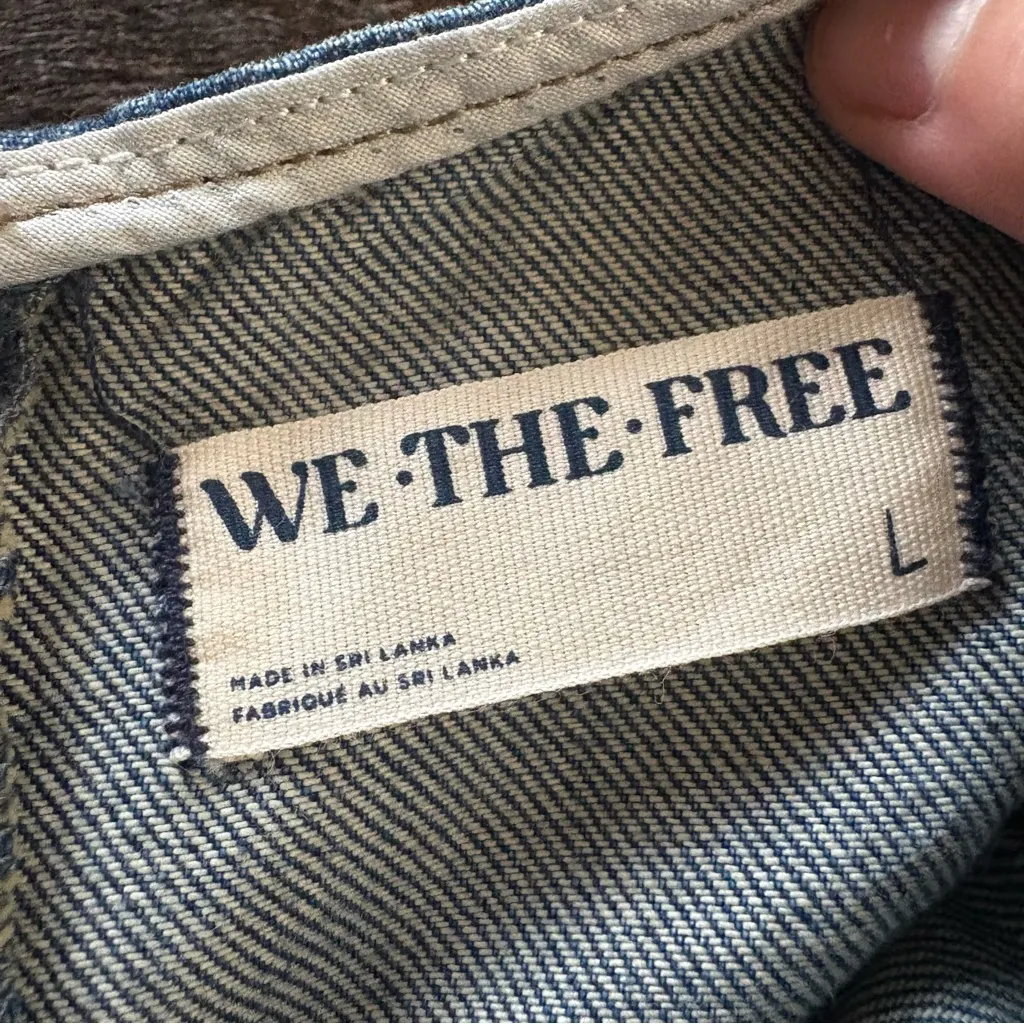 WE·THE·FREE
L
MADE IN SRI LANKA
FABRIQUÉ AU SRI LANKA